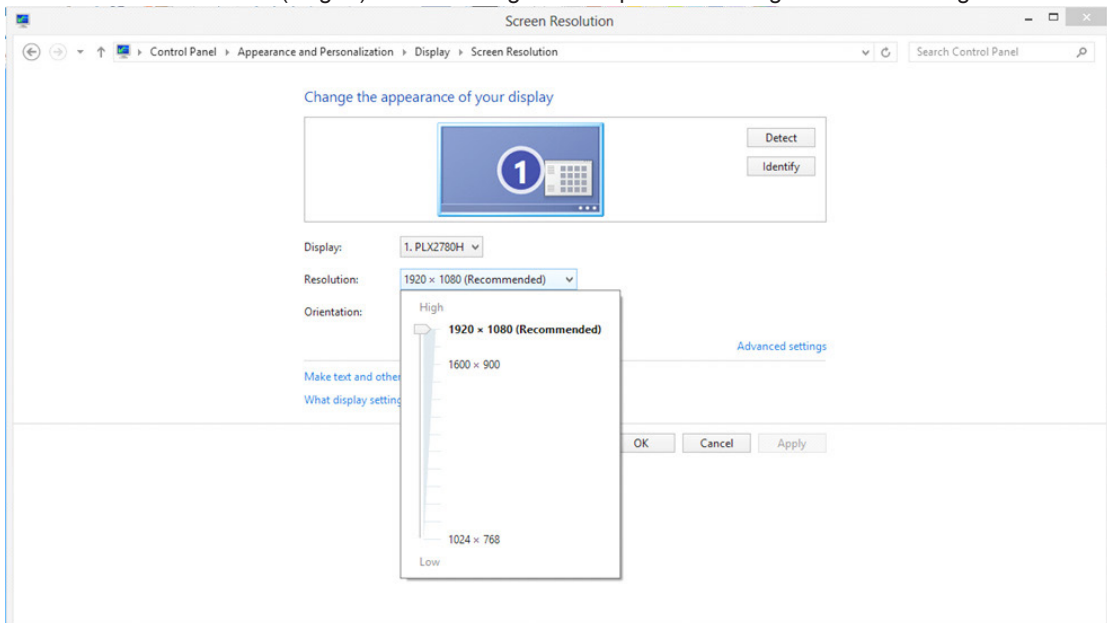 Screen Resolution
Control Panel Appearance and Personalization Display Screen Resolution
Search Control Panel
Change the appearance of your display
1
Detect
Identify
Display: 1. PLX2780H
Resolution: 1920 × 1080 (Recommended)
Orientation:
High
1920 × 1080 (Recommended)
1600 × 900
1024 × 768
Low
Advanced settings
Make text and other
What display setting
OK Cancel Apply